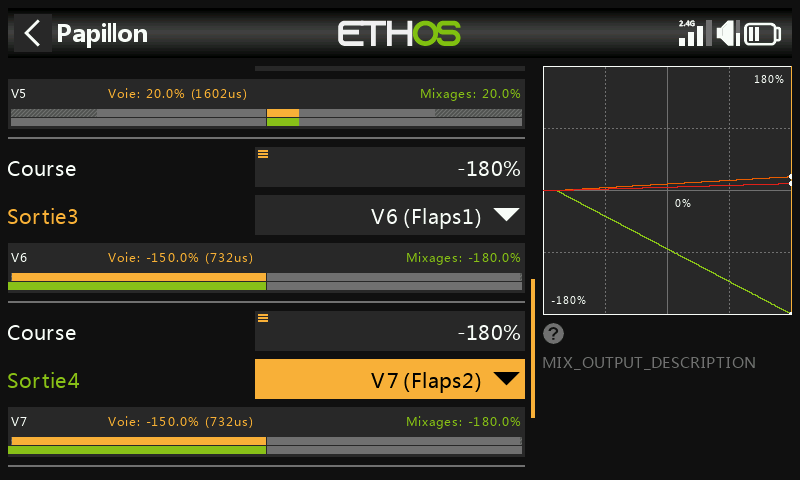 Papillon
ETHOS
2.4G
V5 Voie: 20.0% (1602us) Mixages: 20.0%
Course -180%
Sortie3 V6 (Flaps1)
V6 Voie: -150.0% (732us) Mixages: -180.0%
Course -180%
Sortie4 V7 (Flaps2)
V7 Voie: -150.0% (732us) Mixages: -180.0%
180%
0%
-180%
?
MIX_OUTPUT_DESCRIPTION